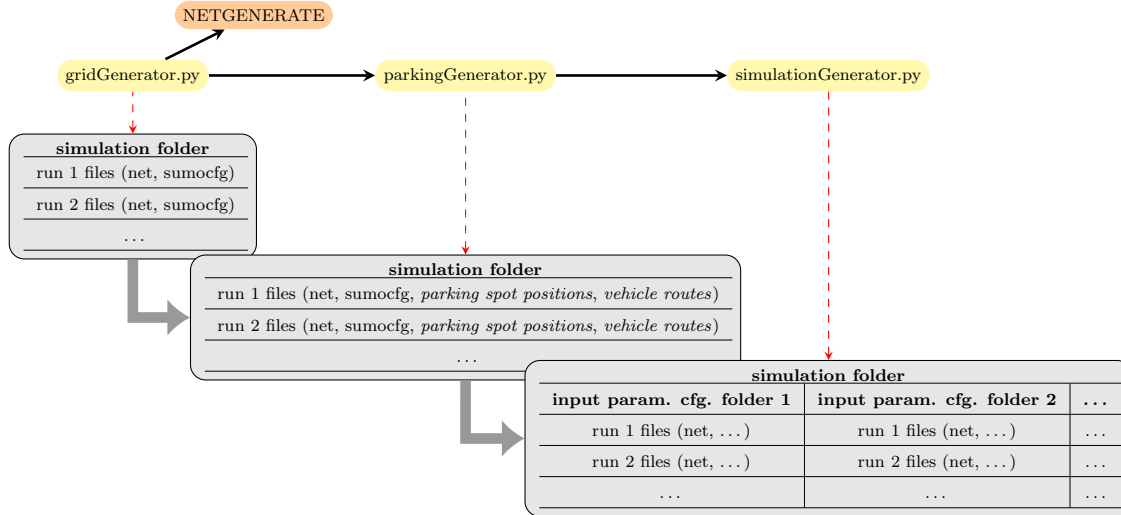 NETGENERATE
gridGenerator.py parkingGenerator.py simulationGenerator.py
simulation folder
run 1 files (net, sumocfg)
run 2 files (net, sumocfg)
...
simulation folder
run 1 files (net, sumocfg, parking spot positions, vehicle routes)
run 2 files (net, sumocfg, parking spot positions, vehicle routes)
...
simulation folder
input param. cfg. folder 1 input param. cfg. folder 2 ...
run 1 files (net, ...) run 1 files (net, ...) ...
run 2 files (net, ...) run 2 files (net, ...) ...
... ... ...